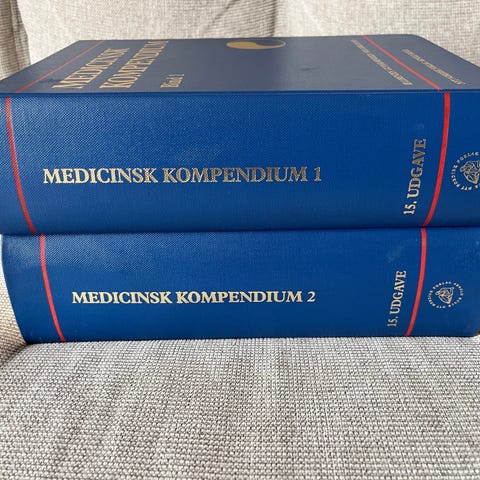 MEDICINSK
KOMPENDIUM
Bind 1
MEDICINSK KOMPENDIUM 1
15. UDGAVE
MEDICINSK KOMPENDIUM 2
15. UDGAVE